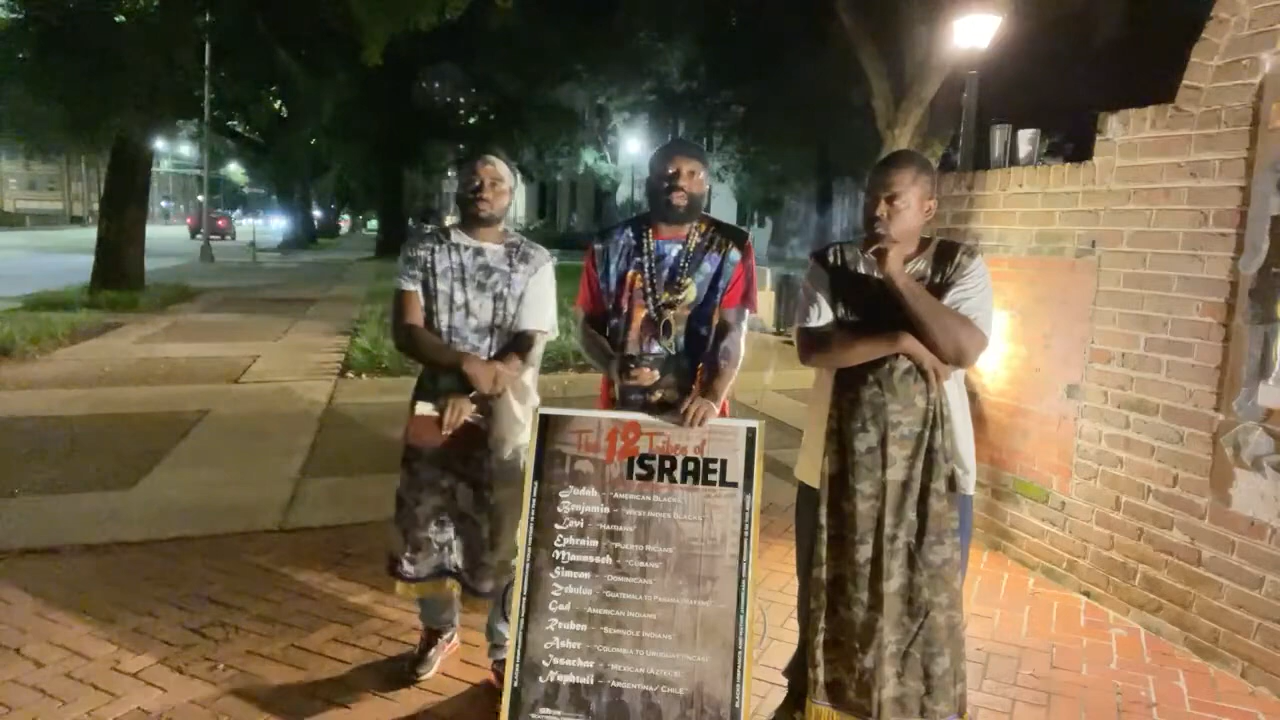 The 12 Tribes of
ISRAEL
Judah - "American Blacks"
Benjamin - "West Indies Blacks"
Levi - "Haitians"
Ephraim - "Puerto Ricans"
Manasseh - "Cubans"
Simeon - "Dominicans"
Zebulon - "Guatemala to Panama
Gad - "American Indians"
Reuben - "Seminole Indians"
Asher - "Colombia to Uruguay
Issachar - "Mexican (Aztecs)"
Naphtali - "Argentina/ Chile"